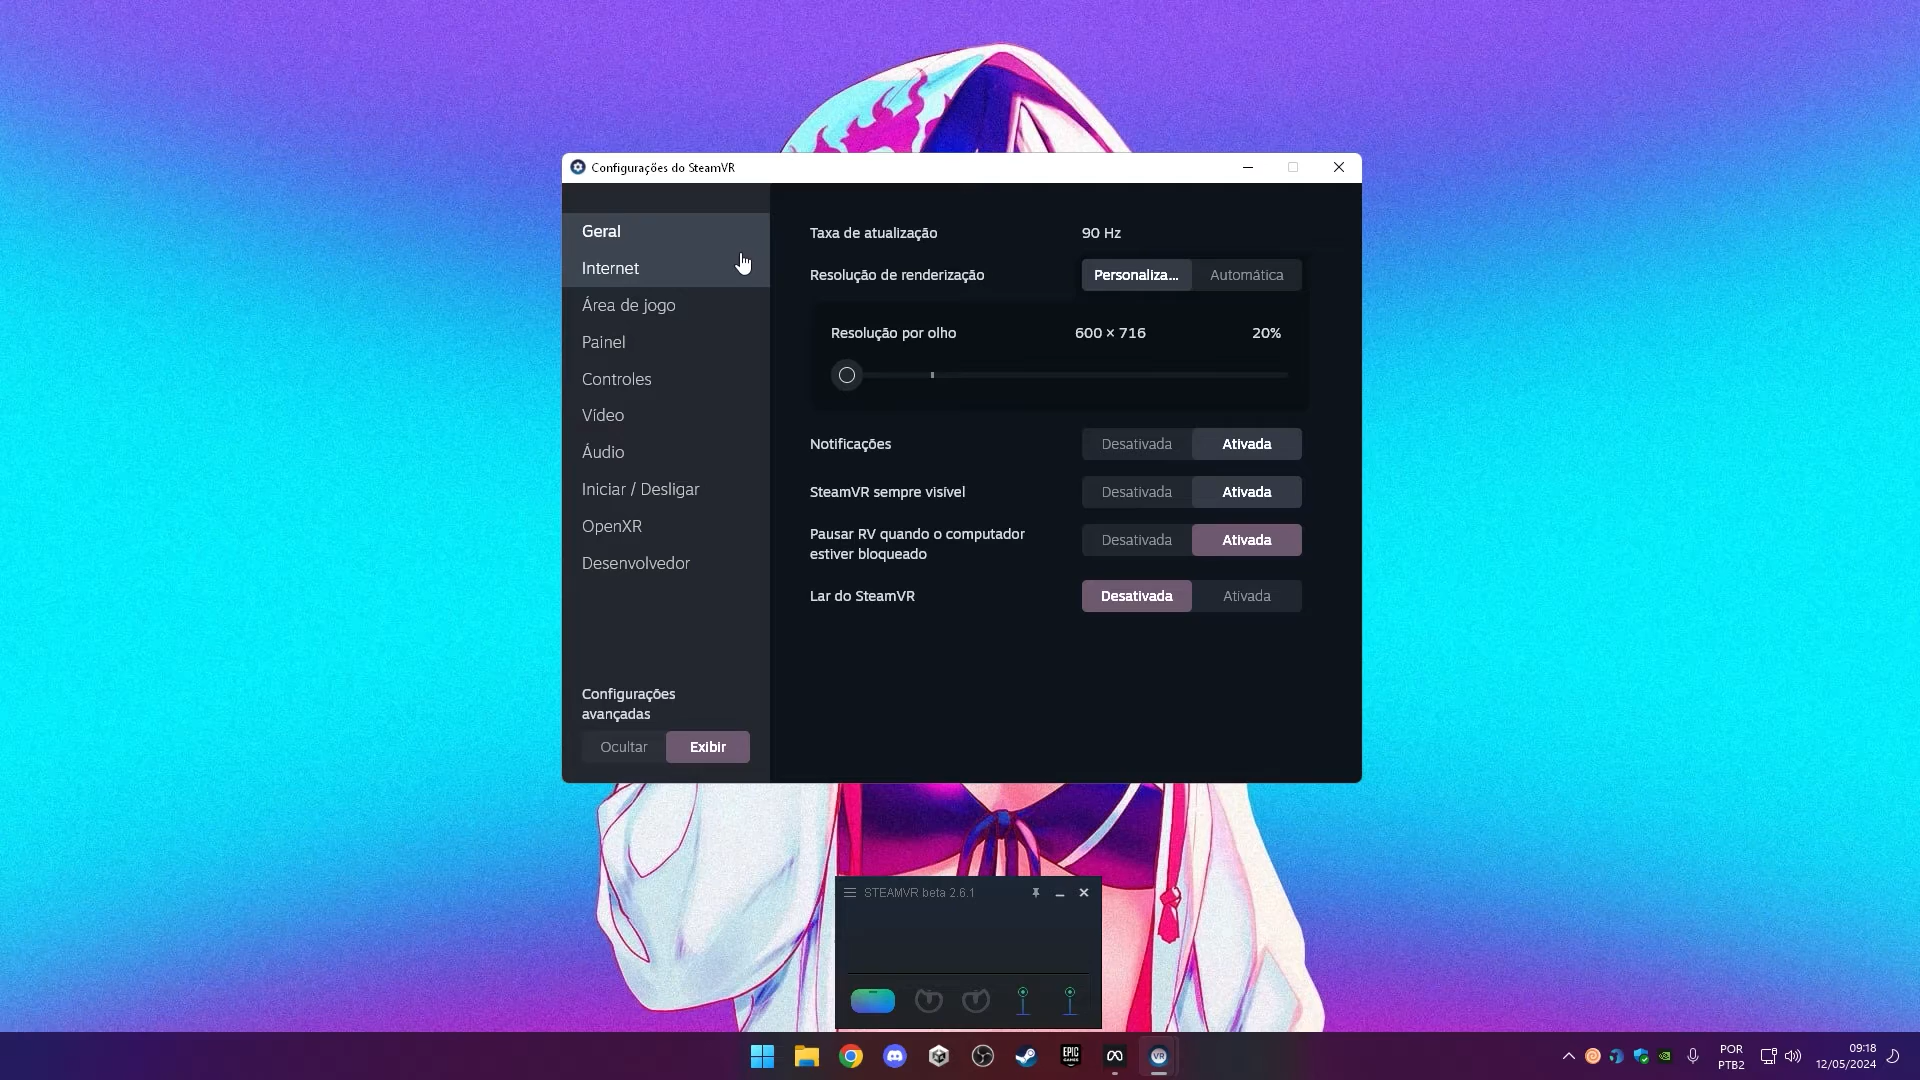 Configurações do SteamVR
Geral
Internet
Área de jogo
Painel
Controles
Vídeo
Áudio
Iniciar / Desligar
OpenXR
Desenvolvedor
Configurações
avançadas
Ocultar Exibir
Taxa de atualização 90 Hz
Resolução de renderização Personaliza... Automática
Resolução por olho 600 × 716 20%
Notificações Desativada Ativada
SteamVR sempre visível Desativada Ativada
Pausar RV quando o computador
estiver bloqueado Desativada Ativada
Lar do SteamVR Desativada Ativada
STEAMVR beta 2.6.1
EPIC
GAMES
VR
POR
PTB2
09:18
12/05/2024